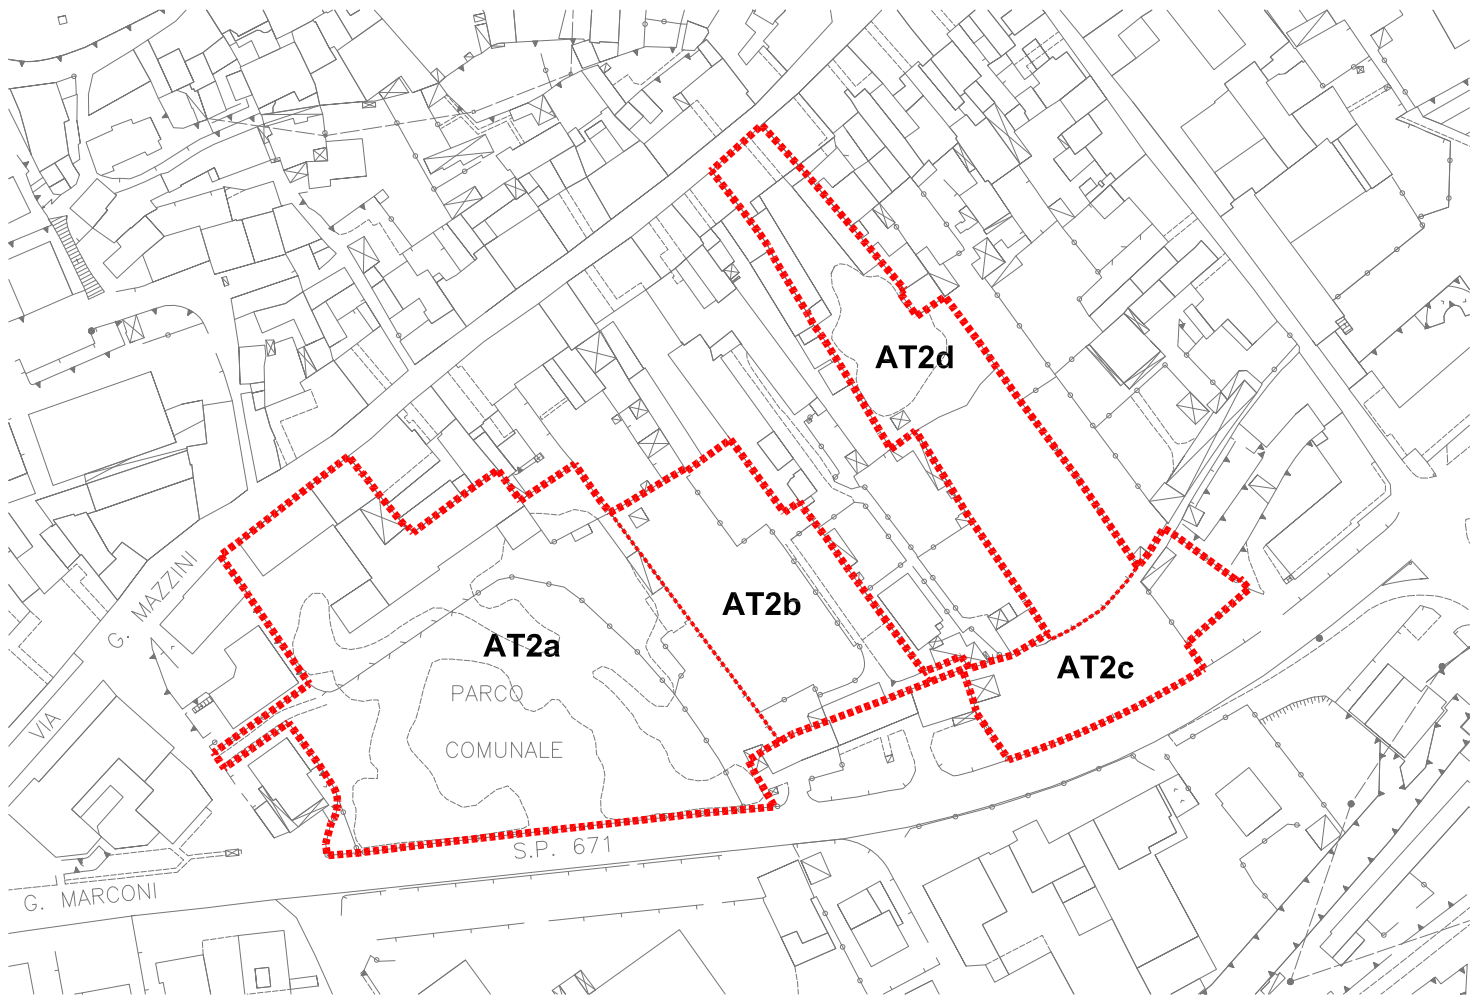 AT2d
AT2b
AT2a
AT2c
PARCO
COMUNALE
VIA G. MAZZINI
S.P. 671
G. MARCONI